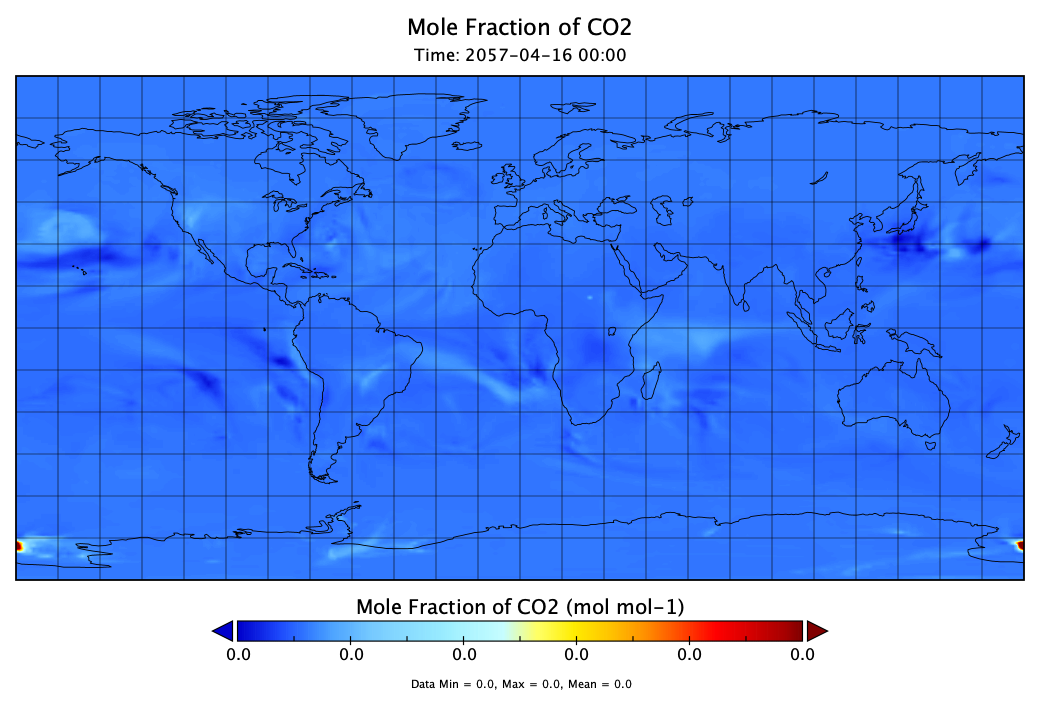 Mole Fraction of CO2
Time: 2057-04-16 00:00
Mole Fraction of CO2 (mol mol-1)
0.0 0.0 0.0 0.0 0.0 0.0
Data Min = 0.0, Max = 0.0, Mean = 0.0